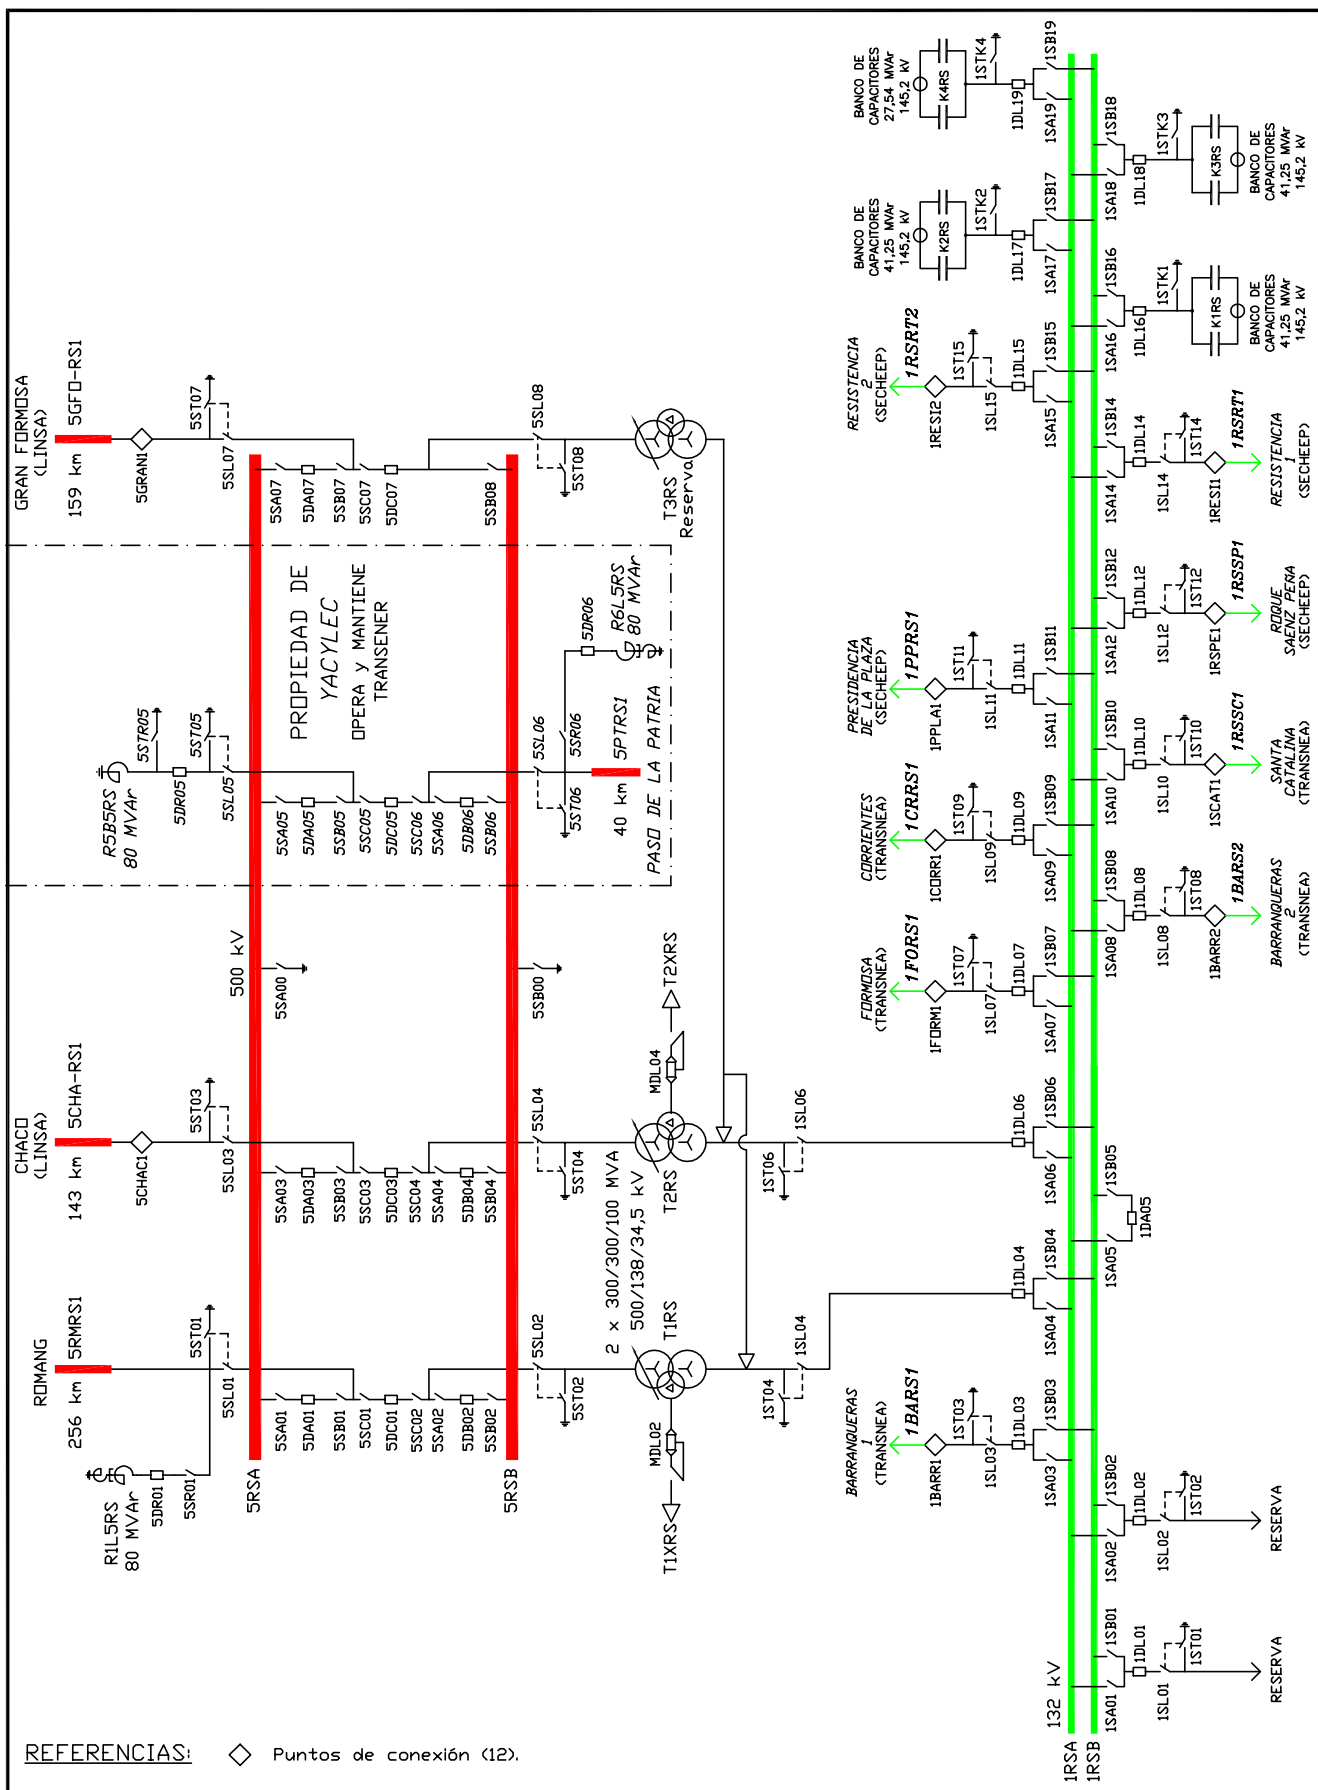 ROMANG
256 km 5RMRS1
R1L5RS
80 MVAr
5DR01
5SR01
5ST01
5SL01
5SA01
5DA01
5SB01
5SC01
5DC01
5SC02
5SA02
5DB02
5SB02
5SL02
5ST02
CHACO
(LINSA)
143 km 5CHA-RS1
5CHAC1
5ST03
5SL03
5SA03
5DA03
5SB03
5SC03
5DC03
5SC04
5SA04
5DB04
5SB04
5SL04
5ST04
5RSA
500 kV
5SA00
5RSB
5SB00
R5B5RS
80 MVAr
5STR05
5DR05
5ST05
5SL05
5SA05
5DA05
5SB05
5SC05
5DC05
5SC06
5SA06
5DB06
5SB06
5SL06
5ST06
5SR06
5DR06
R6L5RS
80 MVAr
40 km 5PTRS1
PASO DE LA PATRIA
PROPIEDAD DE
YACYLEC
OPERA y MANTIENE
TRANSENER
GRAN FORMOSA
(LINSA)
159 km 5GFO-RS1
5GRAN1
5ST07
5SL07
5SA07
5DA07
5SB07
5SC07
5DC07
5SB08
5SL08
5ST08
T3RS
Reserva
2 x 300/300/100 MVA
500/138/34,5 kV
T1XRS
MDL02
T1RS
T2RS
MDL04
T2XRS
1ST04
1SL04
1ST06
1SL06
BARRANQUERAS
1
(TRANSNEA)
1BARS1
1BARR1
1ST03
1SL03
1DL03
1SA03
1SB03
1DL04
1SA04
1SB04
1DL06
1SA06
1SB06
FORMOSA
(TRANSNEA)
1FORS1
1FORM1
1ST07
1SL07
1DL07
1SA07
1SB07
CORRIENTES
(TRANSNEA)
1CRRS1
1CORR1
1ST09
1SL09
1DL09
1SA09
1SB09
PRESIDENCIA
DE LA PLAZA
(SECHEEP)
1PPRS1
1PPLA1
1ST11
1SL11
1DL11
1SA11
1SB11
RESISTENCIA
2
(SECHEEP)
1RSRT2
1RESI2
1ST15
1SL15
1DL15
1SA15
1SB15
BANCO DE
CAPACITORES
41,25 MVAr
145,2 kV
K2RS
1STK2
1DL17
1SA17
1SB17
BANCO DE
CAPACITORES
27,54 MVAr
145,2 kV
K4RS
1STK4
1DL19
1SA19
1SB19
132 kV
1RSA
1RSB
1SA01
1SB01
1DL01
1SL01
1ST01
RESERVA
1SA02
1SB02
1DL02
1SL02
1ST02
RESERVA
1SA05
1SB05
1DA05
1SA08
1SB08
1DL08
1SL08
1ST08
1BARR2
1BARS2
BARRANQUERAS
2
(TRANSNEA)
1SA10
1SB10
1DL10
1SL10
1ST10
1SCAT1
1RSSC1
SANTA
CATALINA
(TRANSNEA)
1SA12
1SB12
1DL12
1SL12
1ST12
1RSPE1
1RSSP1
ROQUE
SAENZ PEÑA
(SECHEEP)
1SA14
1SB14
1DL14
1SL14
1ST14
1RESI1
1RSRT1
RESISTENCIA
1
(SECHEEP)
1SA16
1SB16
1DL16
1STK1
K1RS
BANCO DE
CAPACITORES
41,25 MVAr
145,2 kV
1SA18
1SB18
1DL18
1STK3
K3RS
BANCO DE
CAPACITORES
41,25 MVAr
145,2 kV
REFERENCIAS:
Puntos de conexión (12).